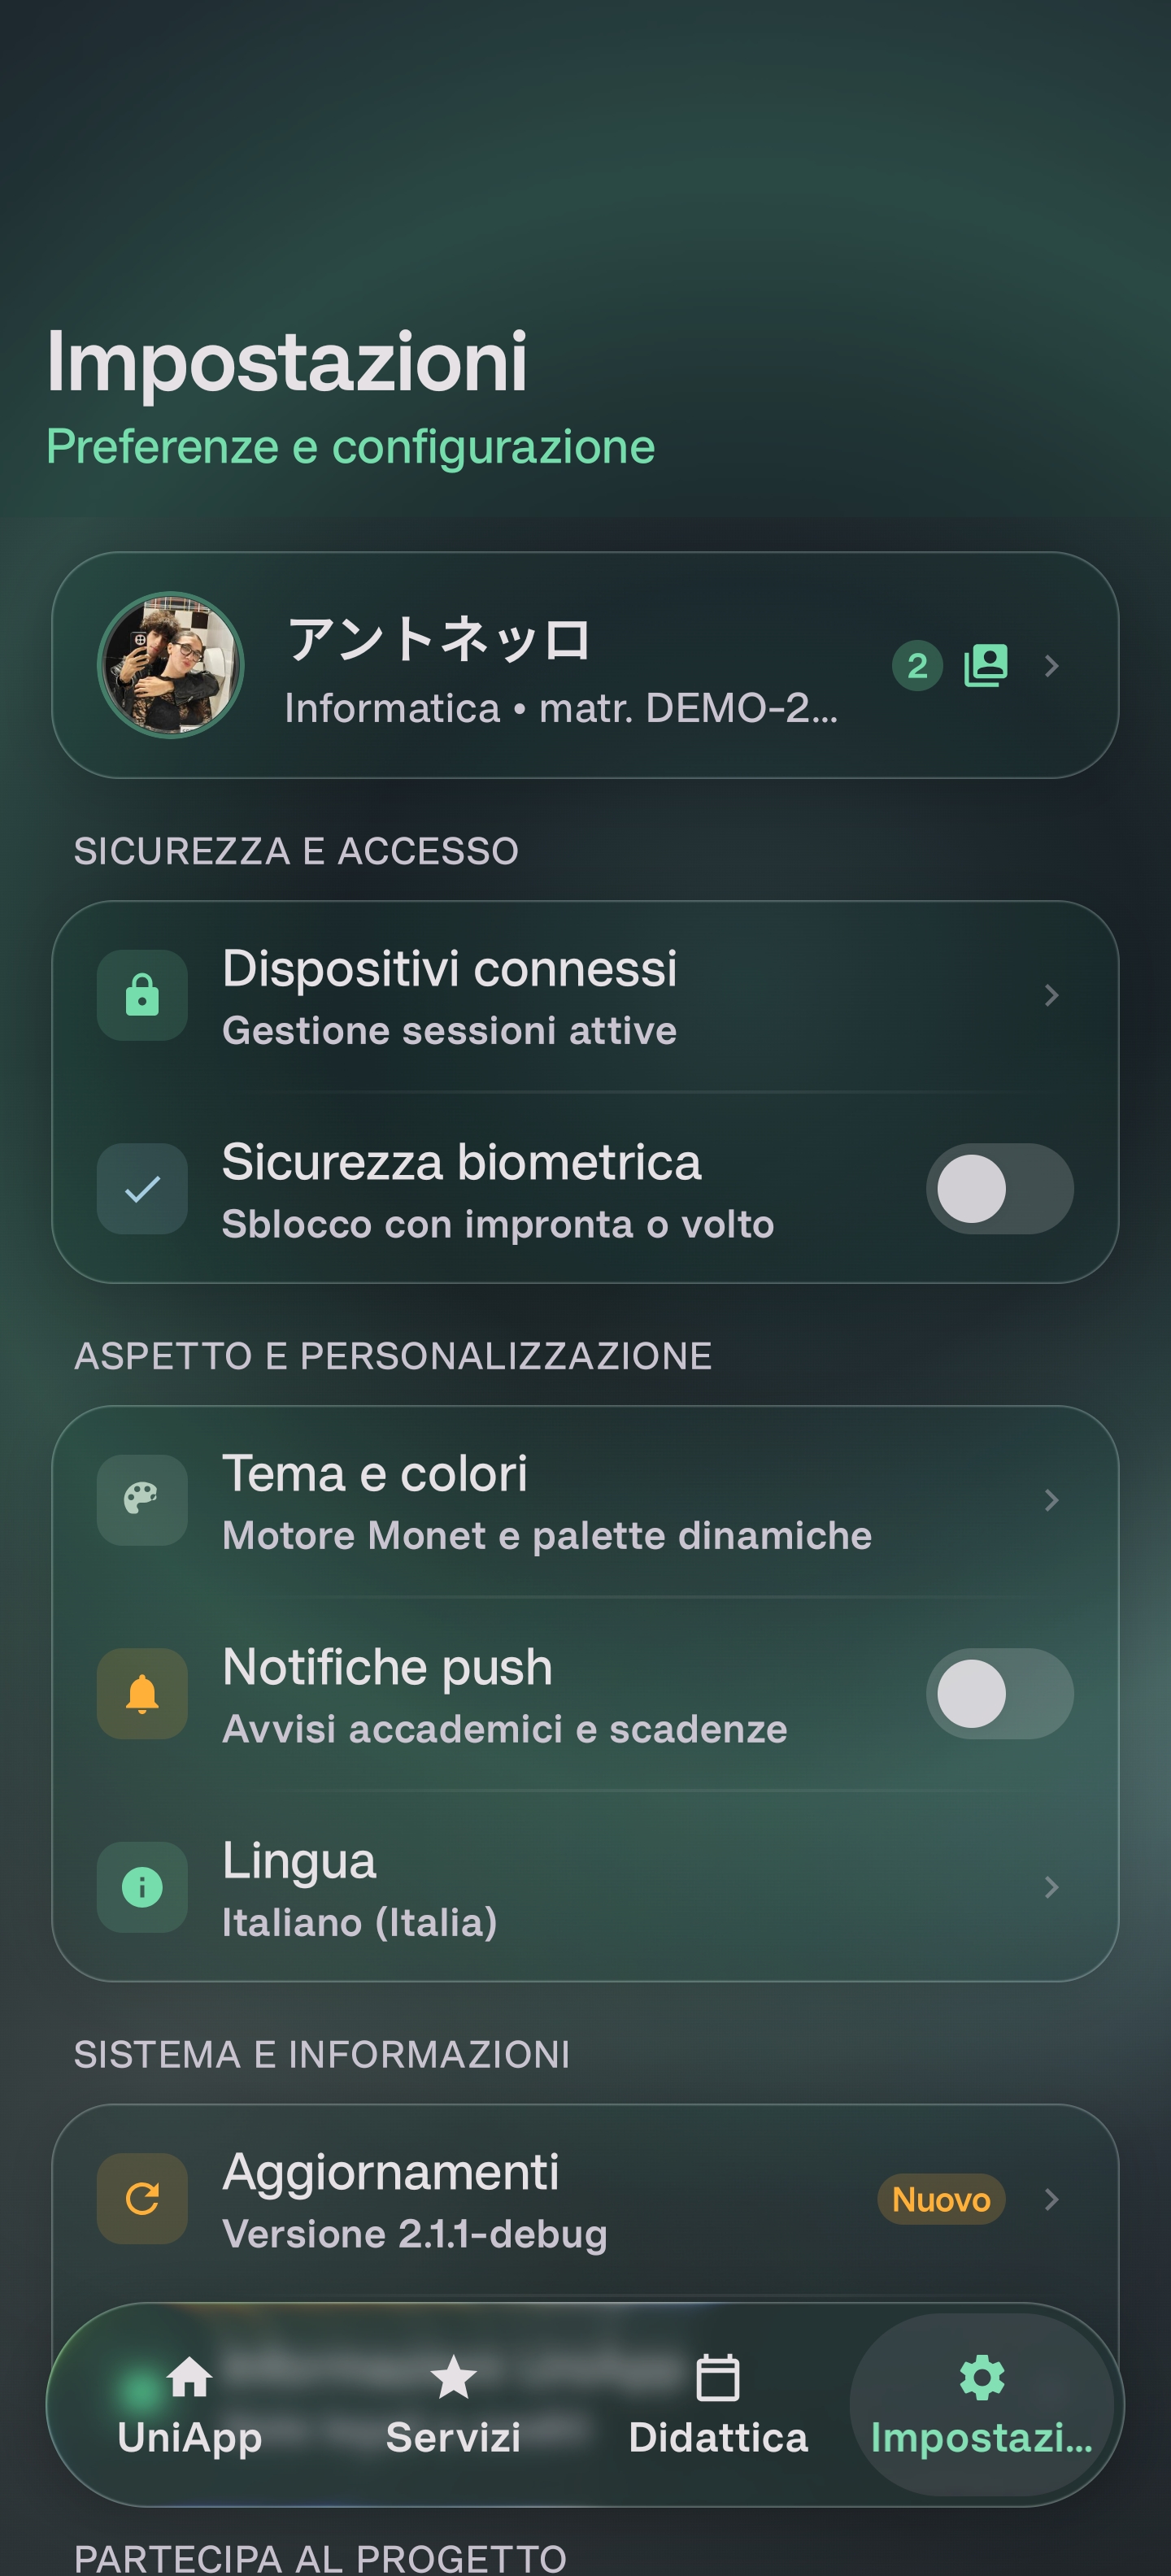 Impostazioni
Preferenze e configurazione
アントネッロ
Informatica • matr. DEMO-2...
2
SICUREZZA E ACCESSO
Dispositivi connessi
Gestione sessioni attive
Sicurezza biometrica
Sblocco con impronta o volto
ASPETTO E PERSONALIZZAZIONE
Tema e colori
Motore Monet e palette dinamiche
Notifiche push
Avvisi accademici e scadenze
Lingua
Italiano (Italia)
SISTEMA E INFORMAZIONI
Aggiornamenti
Versione 2.1.1-debug
Nuovo
UniApp
Servizi
Didattica
Impostazi...
PARTECIPA AL PROGETTO